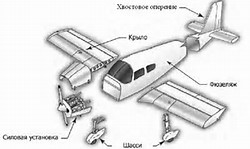 Хвостовое оперение
Крыло
Фюзеляж
Силовая установка
Шасси